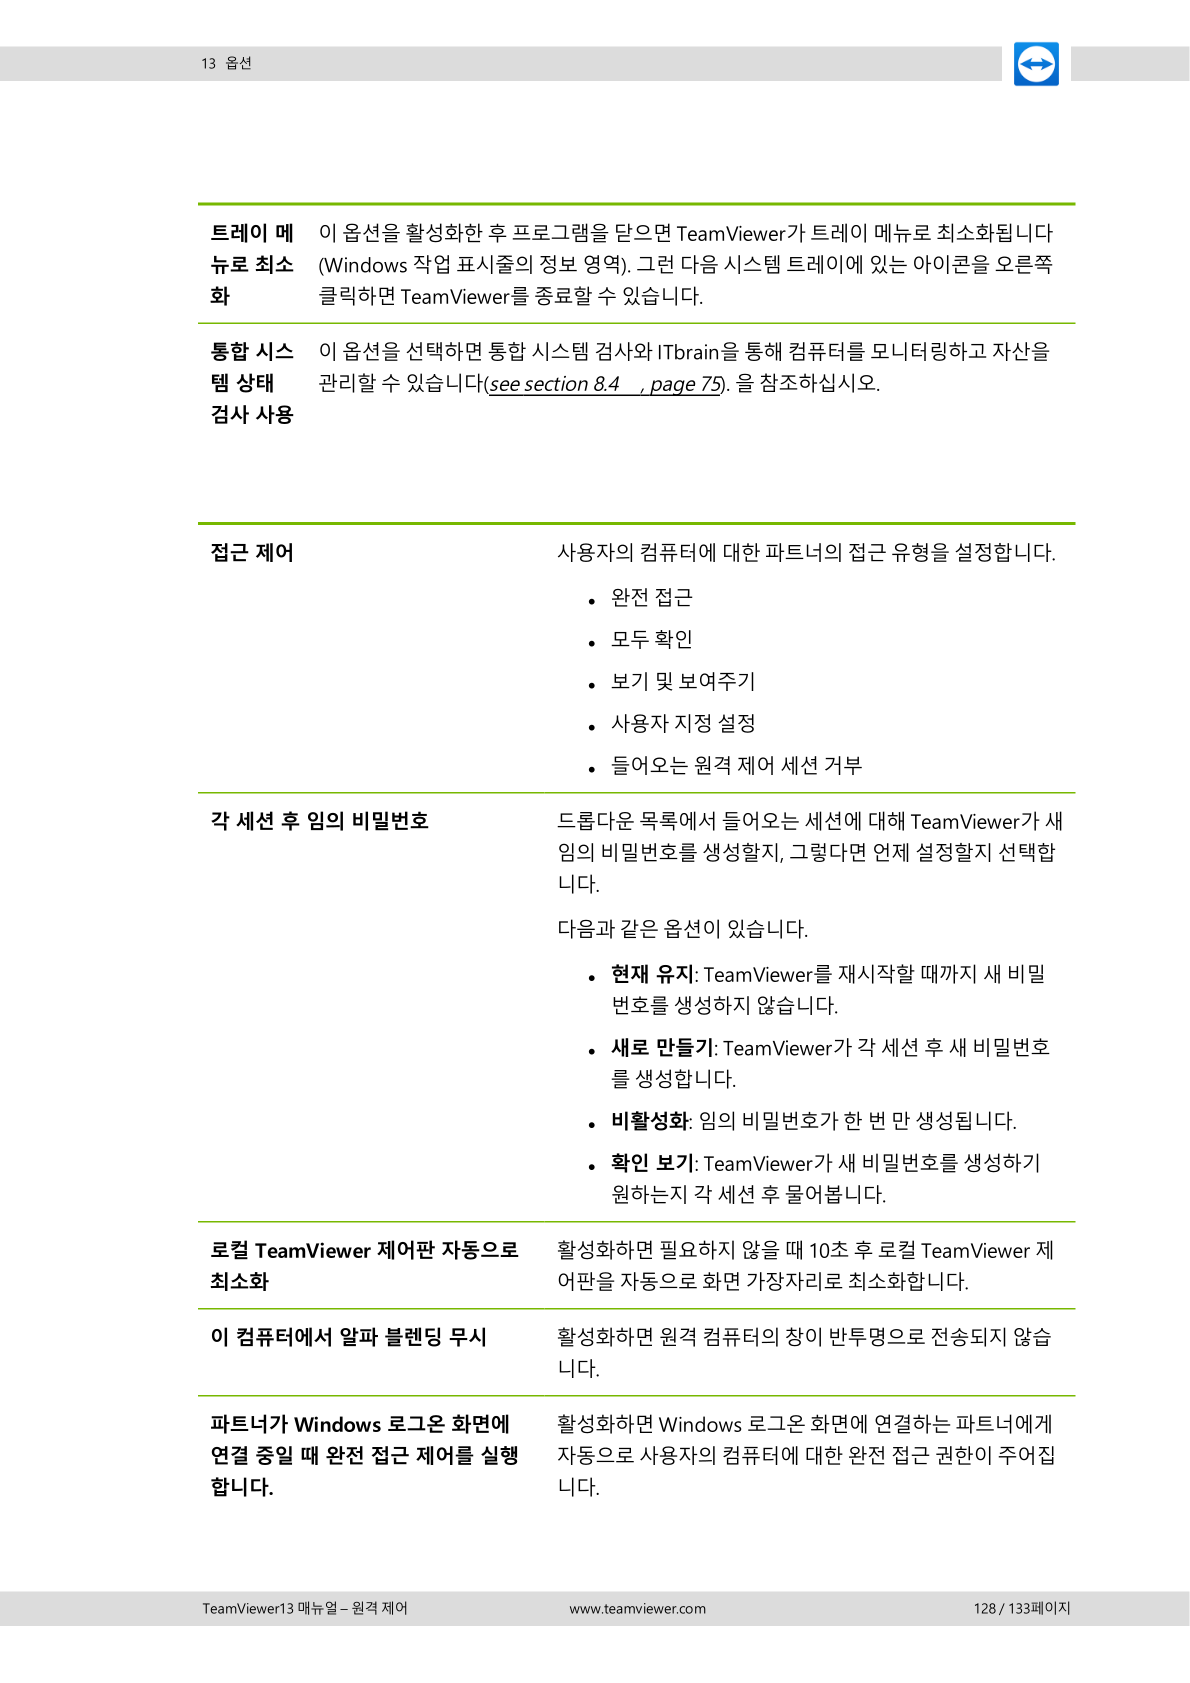 13 옵션
트레이 메
뉴로 최소
화
이 옵션을 활성화한 후 프로그램을 닫으면 TeamViewer가 트레이 메뉴로 최소화됩니다
(Windows 작업 표시줄의 정보 영역). 그런 다음 시스템 트레이에 있는 아이콘을 오른쪽
클릭하면 TeamViewer를 종료할 수 있습니다.
통합 시스
템 상태
검사 사용
이 옵션을 선택하면 통합 시스템 검사와 ITbrain을 통해 컴퓨터를 모니터링하고 자산을
관리할 수 있습니다(see section 8.4 , page 75). 을 참조하십시오.
접근 제어
사용자의 컴퓨터에 대한 파트너의 접근 유형을 설정합니다.
• 완전 접근
• 모두 확인
• 보기 및 보여주기
• 사용자 지정 설정
• 들어오는 원격 제어 세션 거부
각 세션 후 임의 비밀번호
드롭다운 목록에서 들어오는 세션에 대해 TeamViewer가 새
임의 비밀번호를 생성할지, 그렇다면 언제 설정할지 선택합
니다.
다음과 같은 옵션이 있습니다.
• 현재 유지: TeamViewer를 재시작할 때까지 새 비밀
번호를 생성하지 않습니다.
• 새로 만들기: TeamViewer가 각 세션 후 새 비밀번호
를 생성합니다.
• 비활성화: 임의 비밀번호가 한 번 만 생성됩니다.
• 확인 보기: TeamViewer가 새 비밀번호를 생성하기
원하는지 각 세션 후 물어봅니다.
로컬 TeamViewer 제어판 자동으로
최소화
활성화하면 필요하지 않을 때 10초 후 로컬 TeamViewer 제
어판을 자동으로 화면 가장자리로 최소화합니다.
이 컴퓨터에서 알파 블렌딩 무시
활성화하면 원격 컴퓨터의 창이 반투명으로 전송되지 않습
니다.
파트너가 Windows 로그온 화면에
연결 중일 때 완전 접근 제어를 실행
합니다.
활성화하면 Windows 로그온 화면에 연결하는 파트너에게
자동으로 사용자의 컴퓨터에 대한 완전 접근 권한이 주어집
니다.
TeamViewer13 매뉴얼 – 원격 제어
www.teamviewer.com
128 / 133페이지